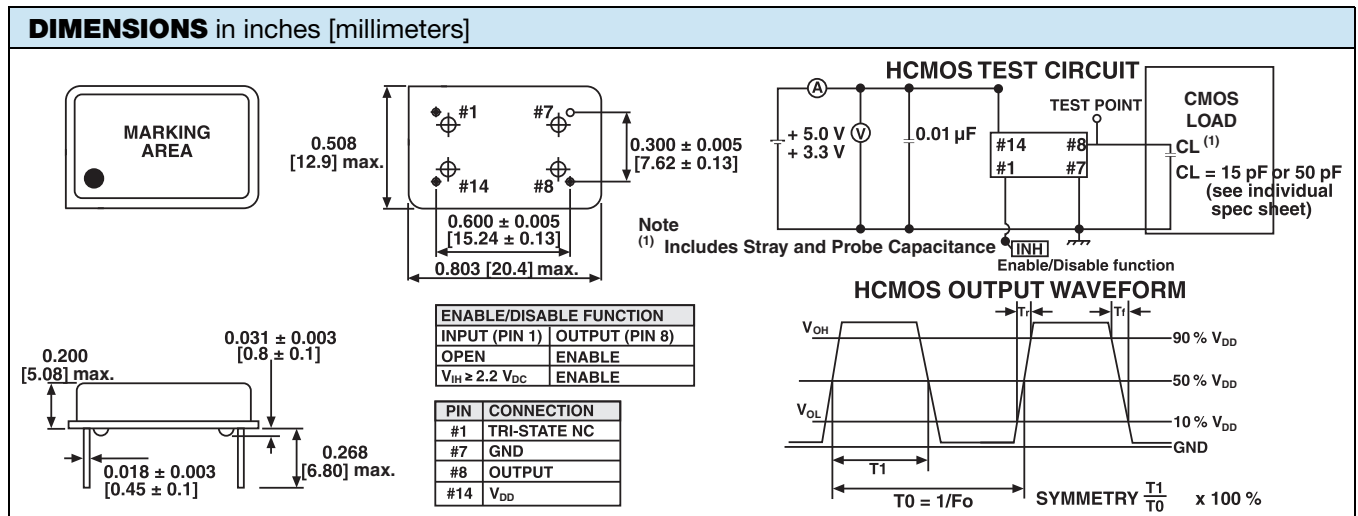 DIMENSIONS in inches [millimeters]
MARKING
AREA
0.508
[12.9] max.
#1
#7
#14
#8
0.300 ± 0.005
[7.62 ± 0.13]
0.600 ± 0.005
[15.24 ± 0.13]
0.803 [20.4] max.
Note
(1) Includes Stray and Probe Capacitance
HCMOS TEST CIRCUIT
A
+ 5.0 V
+ 3.3 V
V
0.01 µF
TEST POINT
#14
#8
#1
#7
CMOS
LOAD
CL (1)
CL = 15 pF or 50 pF
(see individual
spec sheet)
INH
Enable/Disable function
0.200
[5.08] max.
0.031 ± 0.003
[0.8 ± 0.1]
0.018 ± 0.003
[0.45 ± 0.1]
0.268
[6.80] max.
ENABLE/DISABLE FUNCTION
INPUT (PIN 1) OUTPUT (PIN 8)
OPEN ENABLE
VIH ≥ 2.2 VDC ENABLE
PIN CONNECTION
#1 TRI-STATE NC
#7 GND
#8 OUTPUT
#14 VDD
HCMOS OUTPUT WAVEFORM
Tr
Tf
VOH
90 % VDD
50 % VDD
VOL
10 % VDD
GND
T1
T0 = 1/Fo
SYMMETRY T1/T0 x 100 %